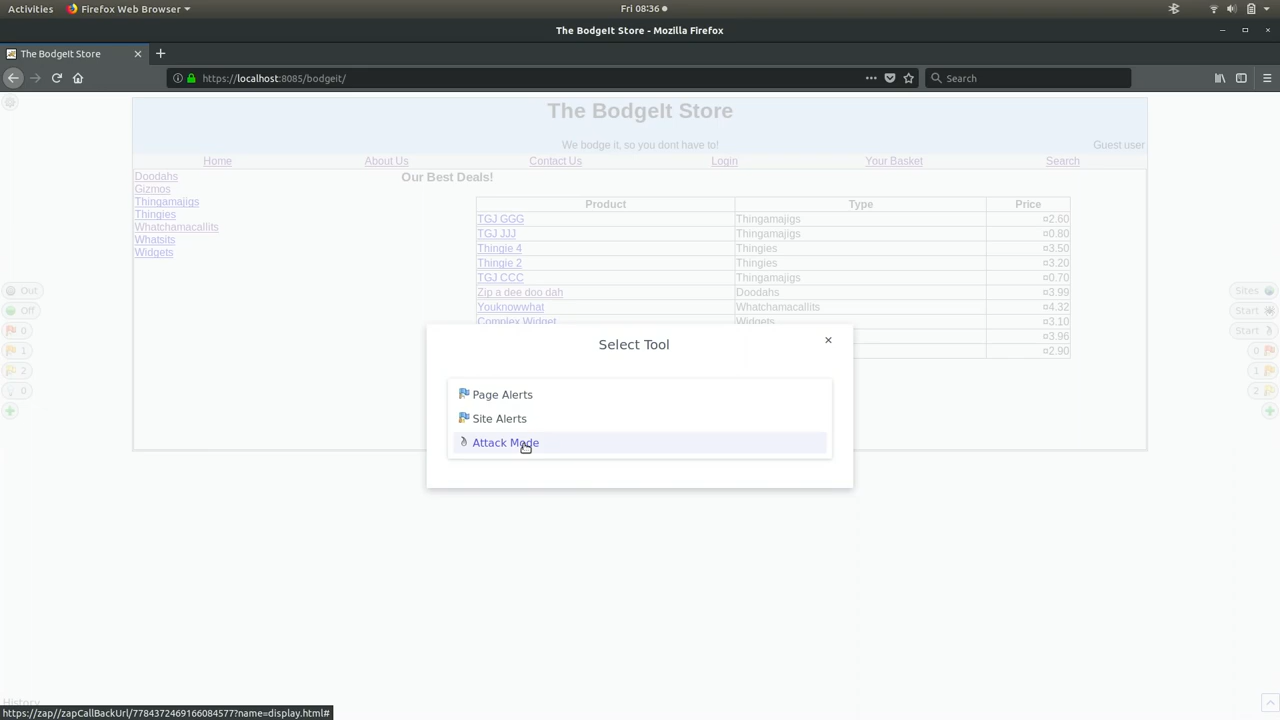 Activities Firefox Web Browser Fri 08:36
The BodgeIt Store - Mozilla Firefox
The BodgeIt Store
https://localhost:8085/bodgeit/ Search
The BodgeIt Store
We bodge it, so you dont have to! Guest user
Home About Us Contact Us Login Your Basket Search
Doodahs
Gizmos
Thingamajigs
Thingies
Whatchamacallits
Whatsits
Widgets
Our Best Deals!
Product Type Price
TGJ GGG Thingamajigs ¤2.60
TGJ JJJ Thingamajigs ¤0.80
Thingie 4 Thingies ¤3.50
Thingie 2 Thingies ¤3.20
TGJ CCC Thingamajigs ¤0.70
Zip a dee doo dah Doodahs ¤3.99
Youknowwhat Whatchamacallits ¤4.32
Complex Widget Widgets ¤3.10
¤3.96
¤2.90
Out
Off
0
1
2
0
Sites
Start
Start
0
1
2
Select Tool
Page Alerts
Site Alerts
Attack Mode
History
https://zap//zapCallBackUrl/7784372469166084577?name=display.html#